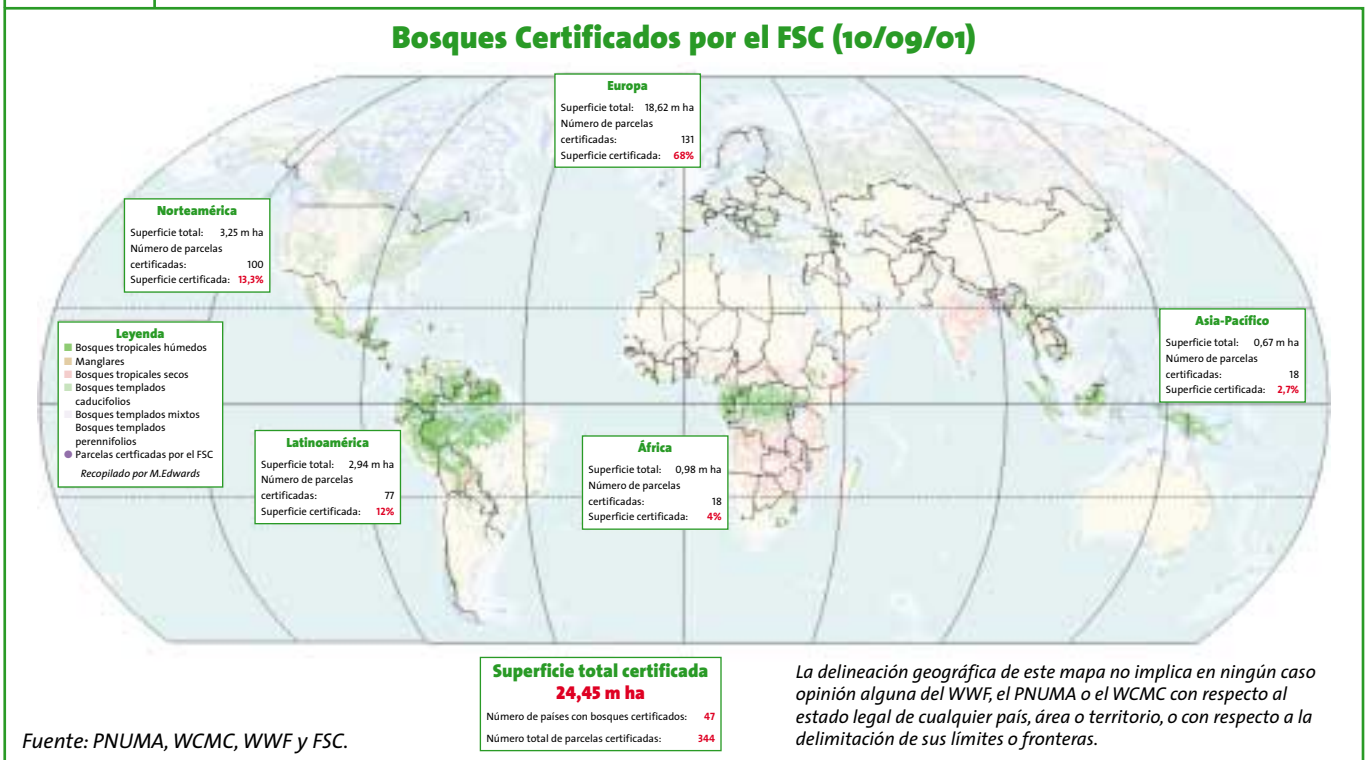 Bosques Certificados por el FSC (10/09/01)
Europa
Superficie total: 18,62 m ha
Número de parcelas
certificadas: 131
Superficie certificada: 68%
Norteamérica
Superficie total: 3,25 m ha
Número de parcelas
certificadas: 100
Superficie certificada: 13,3%
Leyenda
Bosques tropicales húmedos
Manglares
Bosques tropicales secos
Bosques templados
caducifolios
Bosques templados mixtos
Bosques templados
perennifolios
Parcelas certficadas por el FSC
Recopilado por M.Edwards
Asia-Pacífico
Superficie total: 0,67 m ha
Número de parcelas
certificadas: 18
Superficie certificada: 2,7%
Latinoamérica
Superficie total: 2,94 m ha
Número de parcelas
certificadas: 77
Superficie certificada: 12%
África
Superficie total: 0,98 m ha
Número de parcelas
certificadas: 18
Superficie certificada: 4%
Superficie total certificada
24,45 m ha
Número de países con bosques certificados: 47
Número total de parcelas certificadas: 344
La delineación geográfica de este mapa no implica en ningún caso
opinión alguna del WWF, el PNUMA o el WCMC con respecto al
estado legal de cualquier país, área o territorio, o con respecto a la
delimitación de sus límites o fronteras.
Fuente: PNUMA, WCMC, WWF y FSC.